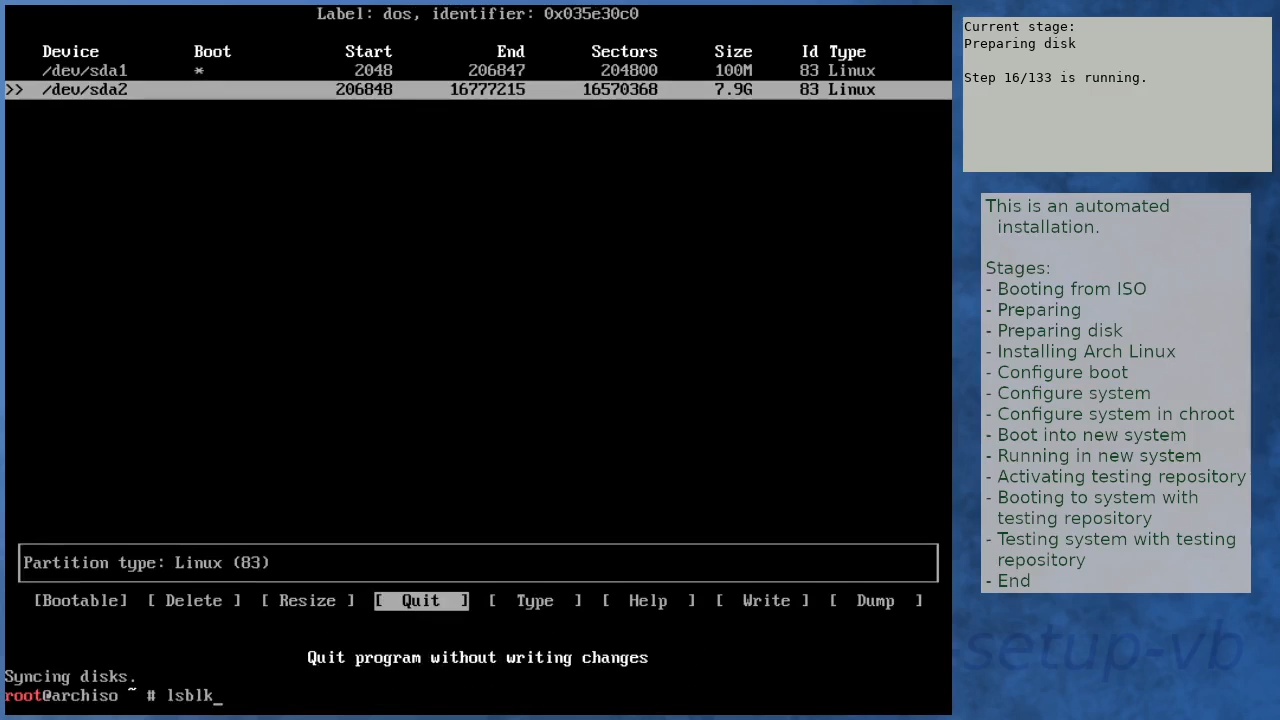 Label: dos, identifier: 0x035e30c0
Device Boot Start End Sectors Size Id Type
/dev/sda1 * 2048 206847 204800 100M 83 Linux
>> /dev/sda2 206848 16777215 16570368 7.9G 83 Linux
Partition type: Linux (83)
[Bootable] [ Delete ] [ Resize ] [ Quit ] [ Type ] [ Help ] [ Write ] [ Dump ]
Quit program without writing changes
Syncing disks.
root@archiso ~ # lsblk_
Current stage:
Preparing disk
Step 16/133 is running.
This is an automated
installation.
Stages:
- Booting from ISO
- Preparing
- Preparing disk
- Installing Arch Linux
- Configure boot
- Configure system
- Configure system in chroot
- Boot into new system
- Running in new system
- Activating testing repository
- Booting to system with
testing repository
- Testing system with testing
repository
- End
-setup-vb